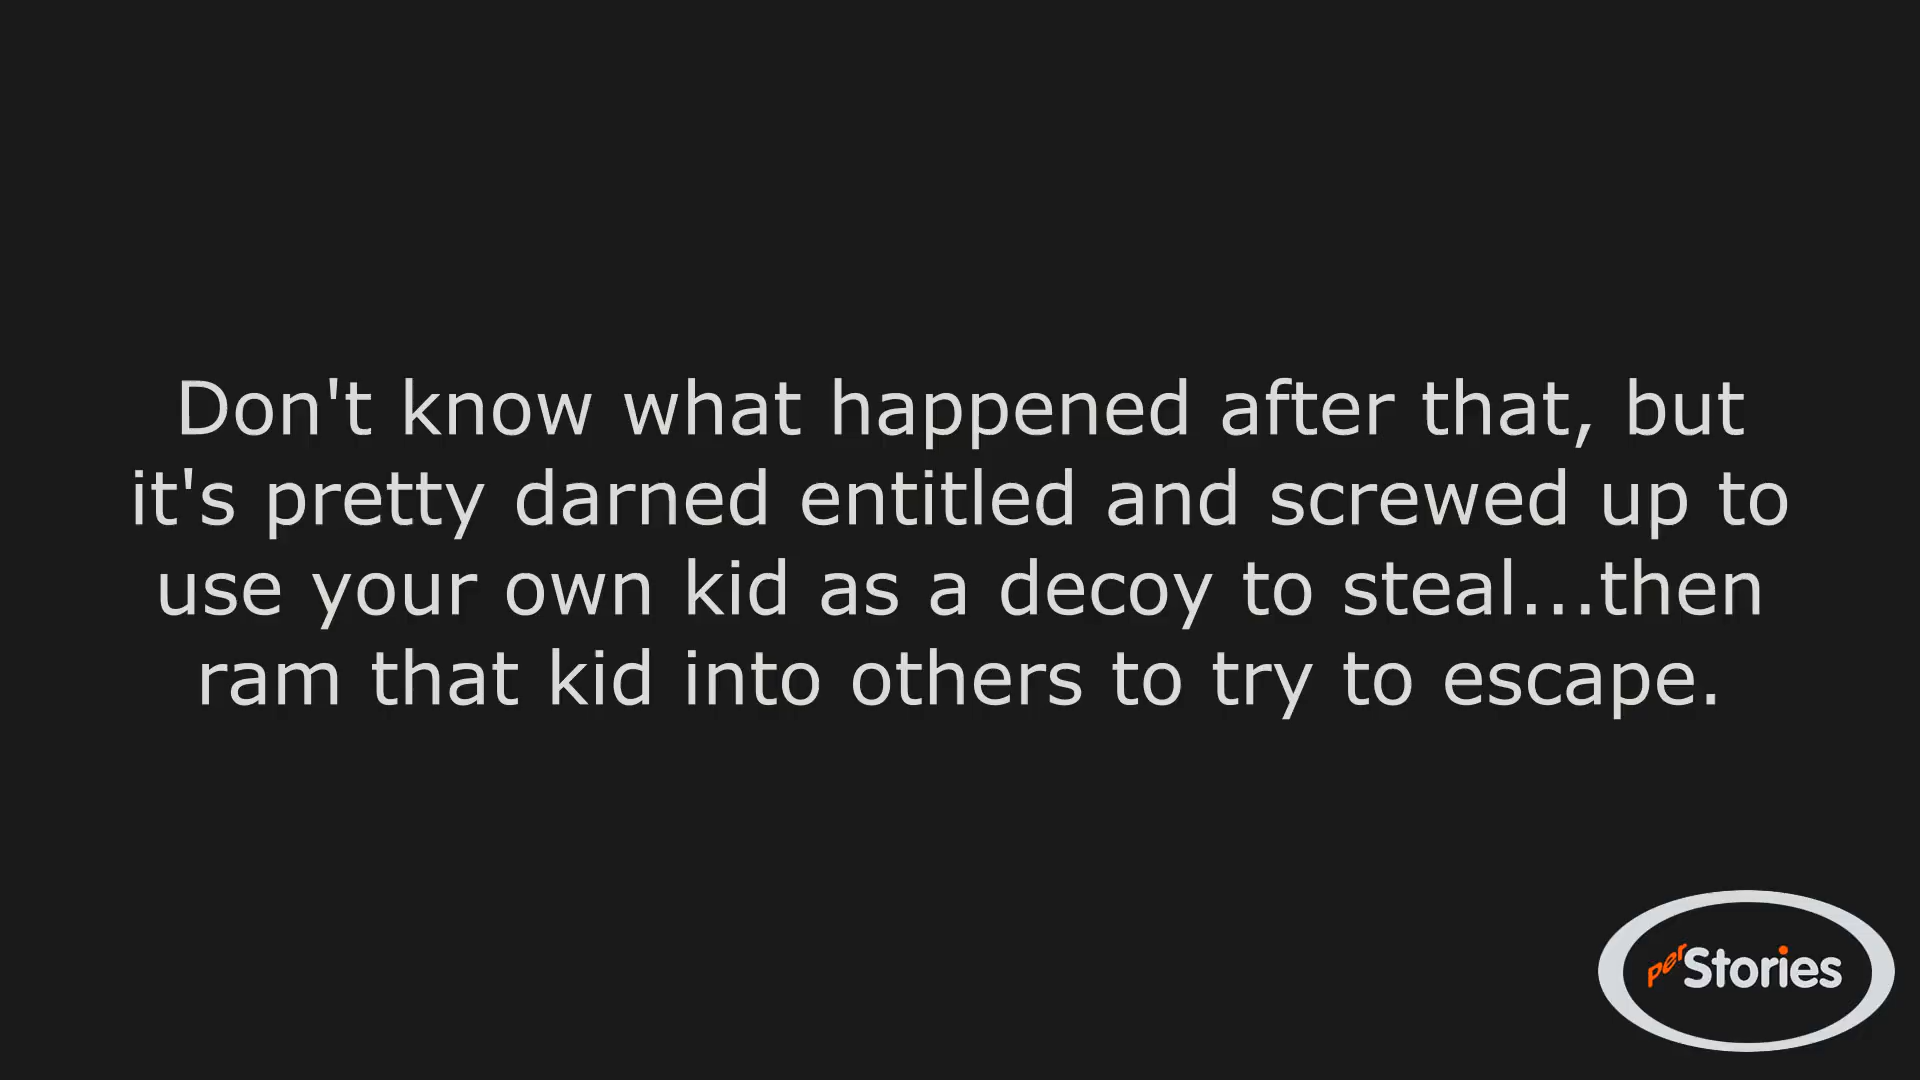 Don't know what happened after that, but
it's pretty darned entitled and screwed up to
use your own kid as a decoy to steal...then
ram that kid into others to try to escape.
perStories